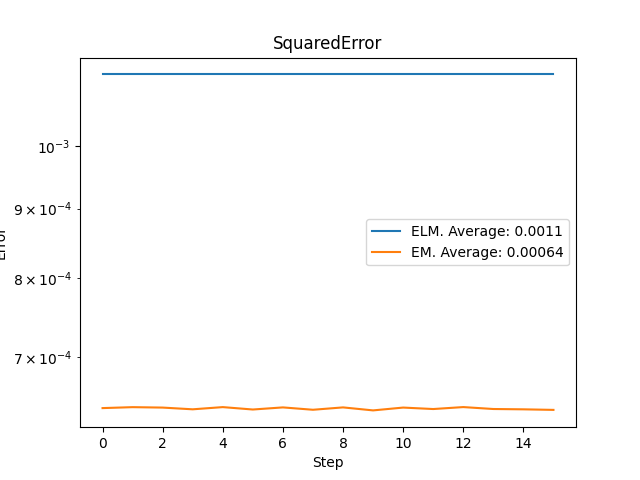 SquaredError
10⁻³
9 × 10⁻⁴
8 × 10⁻⁴
7 × 10⁻⁴
Error
ELM. Average: 0.0011
EM. Average: 0.00064
0 2 4 6 8 10 12 14
Step